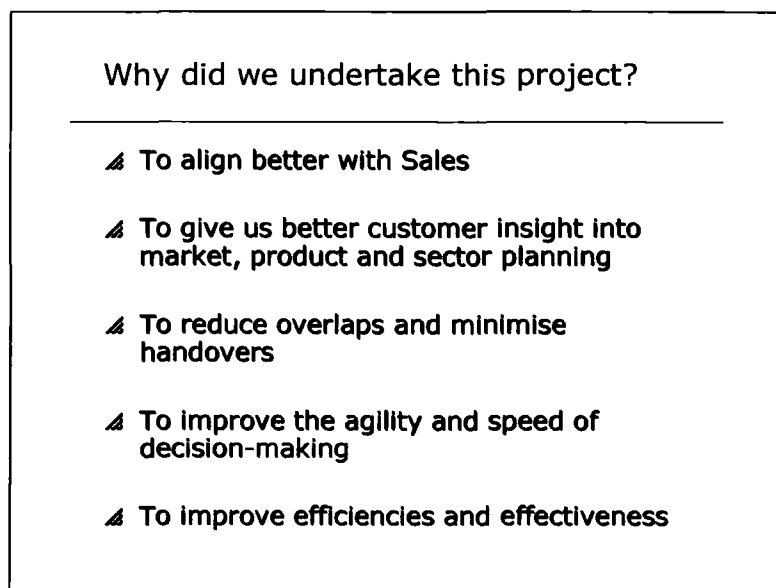 Why did we undertake this project?
To align better with Sales
To give us better customer insight into
market, product and sector planning
To reduce overlaps and minimise
handovers
To improve the agility and speed of
decision-making
To improve efficiencies and effectiveness